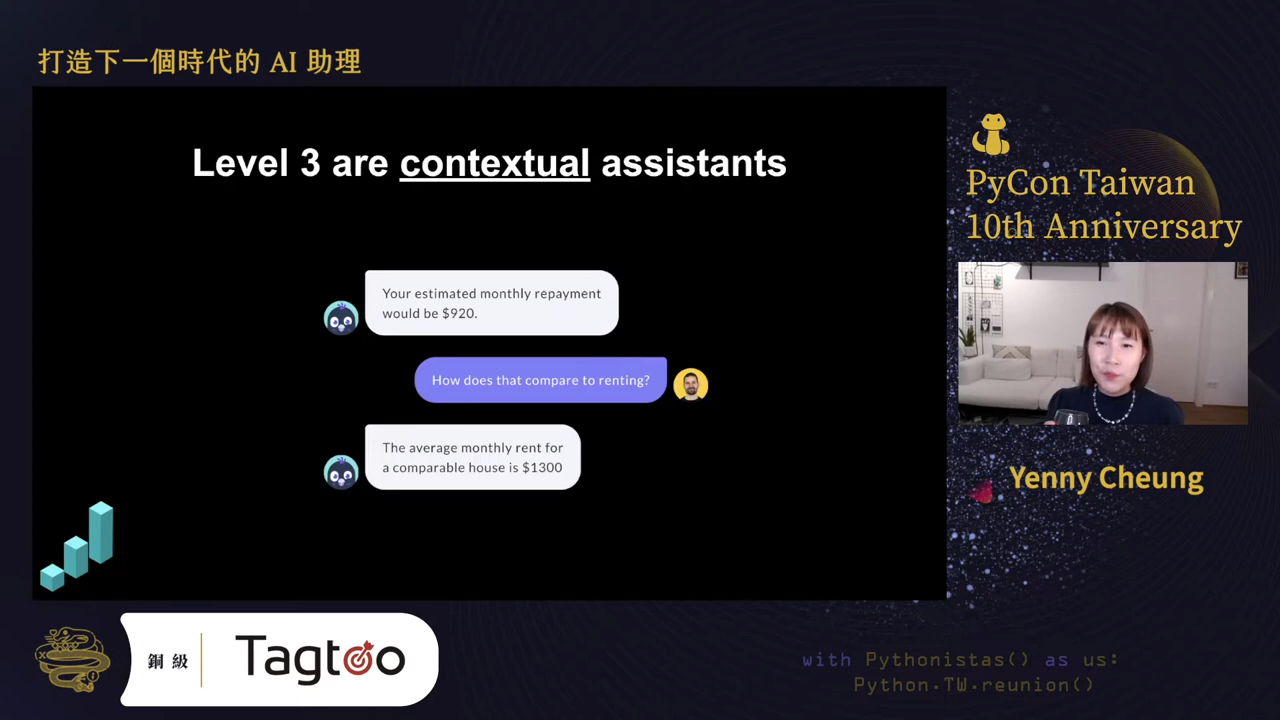 打造下一個時代的 AI 助理
Level 3 are contextual assistants
Your estimated monthly repayment
would be $920.
How does that compare to renting?
The average monthly rent for
a comparable house is $1300
PyCon Taiwan
10th Anniversary
Yenny Cheung
銅級
Tagtoo
with Pythonistas() as us:
Python.TW.reunion()